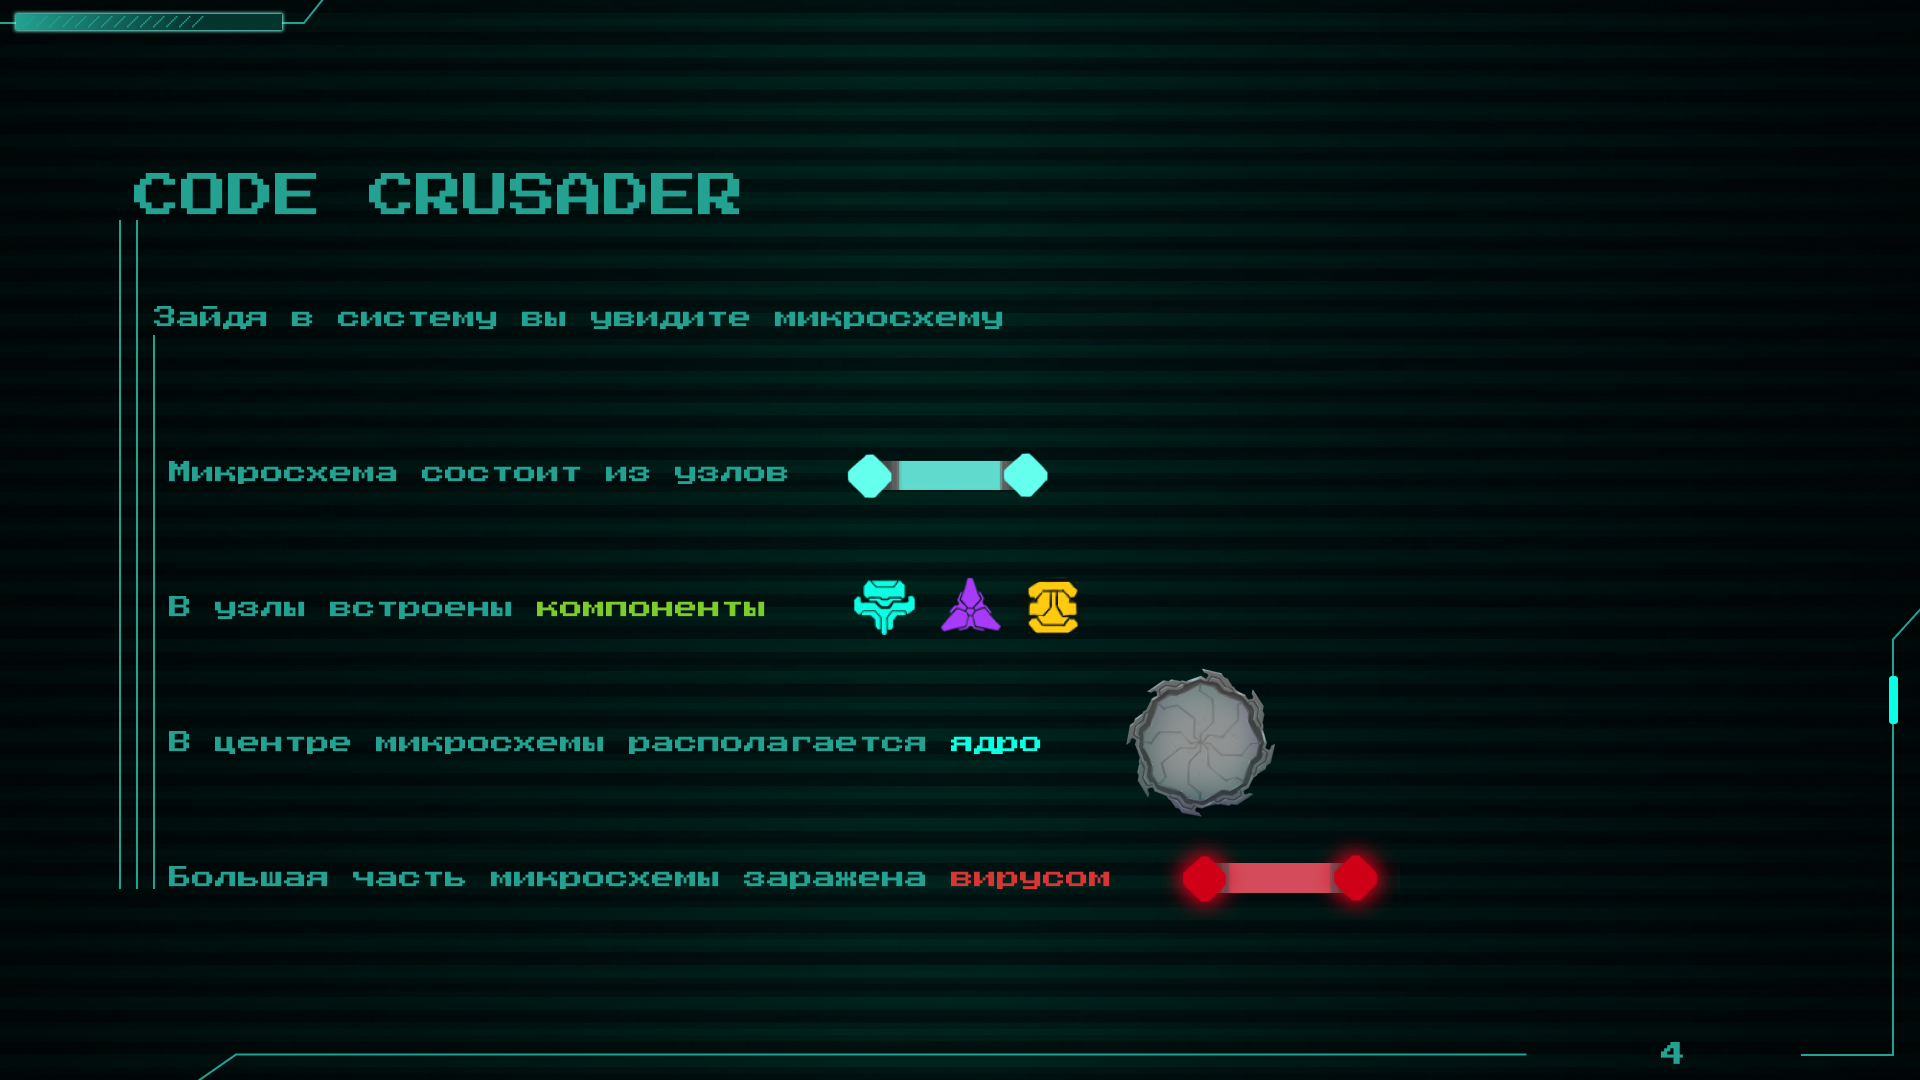 CODE CRUSADER
Зайдя в систему вы увидите микросхему
Микросхема состоит из узлов
В узлы встроены компоненты
В центре микросхемы располагается ядро
Большая часть микросхемы заражена вирусом
4